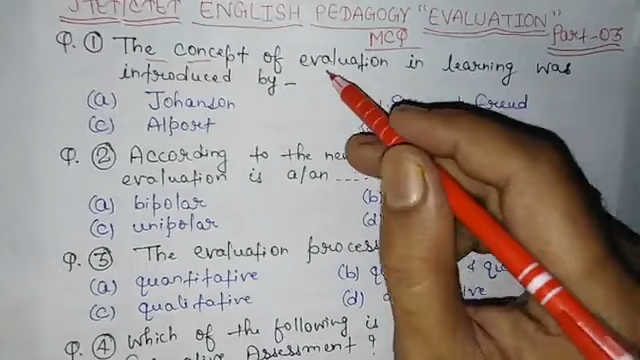 JTET/CTET ENGLISH PEDAGOGY "EVALUATION"
MCQ Part-03
Q. 1 The concept of evaluation in learning was
introduced by -
(a) Johanson Freud
(c) Alport
Q. 2 According to the
evaluation is a/an ----
(a) bipolar (b)
(c) unipolar (d)
Q. 3 The evaluation process
(a) quantitative (b)
(c) qualitative (d)
Q. 4 Which of the following is
Assessment?